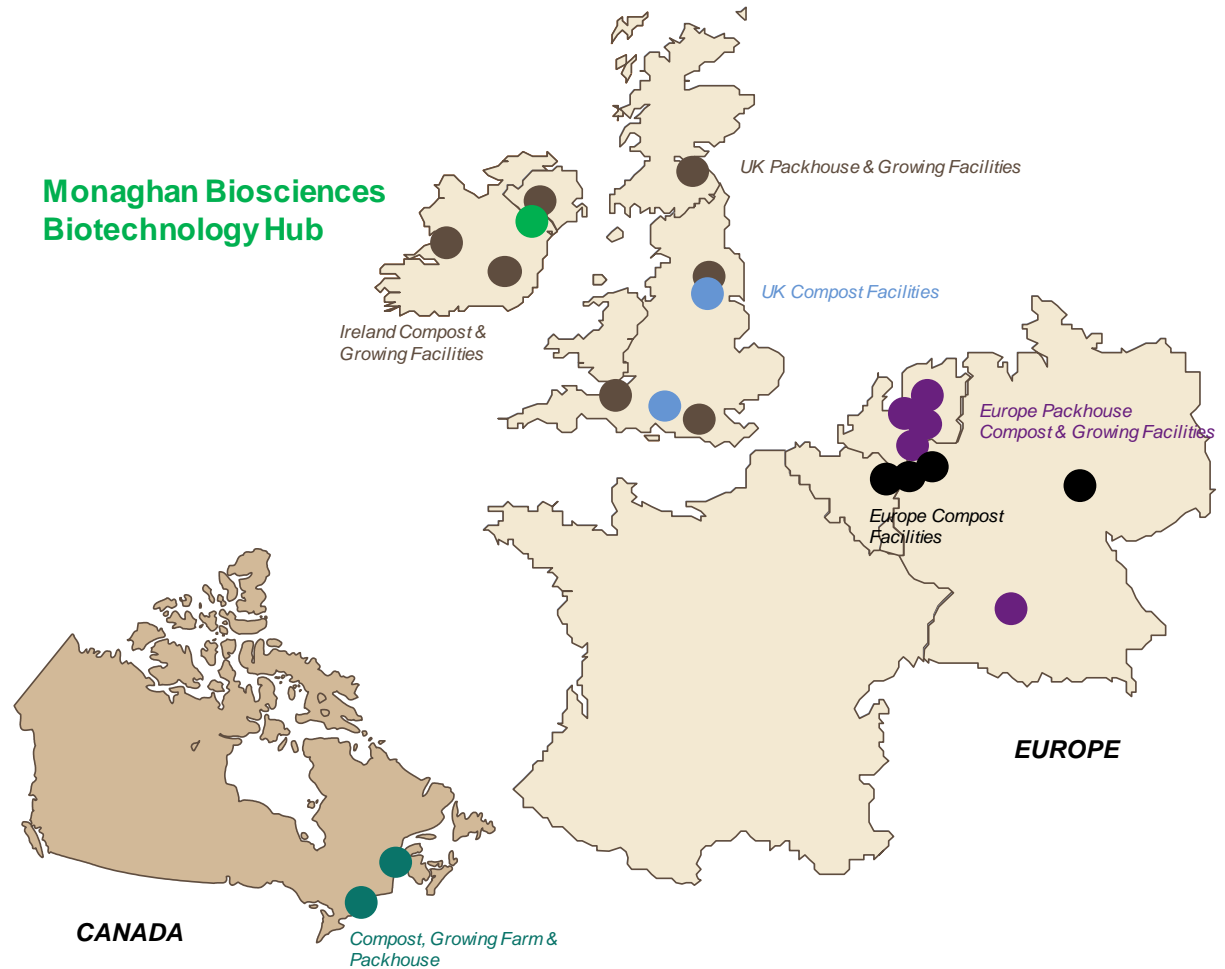 Monaghan Biosciences
Biotechnology Hub
UK Packhouse & Growing Facilities
UK Compost Facilities
Ireland Compost &
Growing Facilities
Europe Packhouse
Compost & Growing Facilities
Europe Compost
Facilities
EUROPE
CANADA
Compost, Growing Farm &
Packhouse